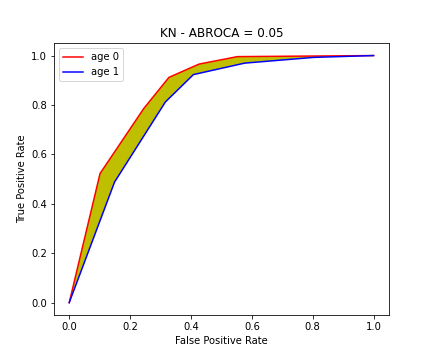 KN - ABROCA = 0.05
age 0
age 1
True Positive Rate
1.0
0.8
0.6
0.4
0.2
0.0
0.0 0.2 0.4 0.6 0.8 1.0
False Positive Rate